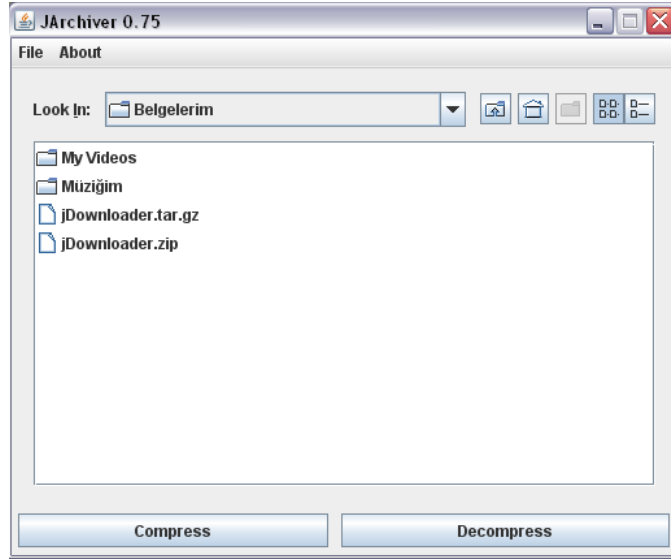 JArchiver 0.75
File About
Look In: Belgelerim
My Videos
Müziğim
jDownloader.tar.gz
jDownloader.zip
Compress Decompress